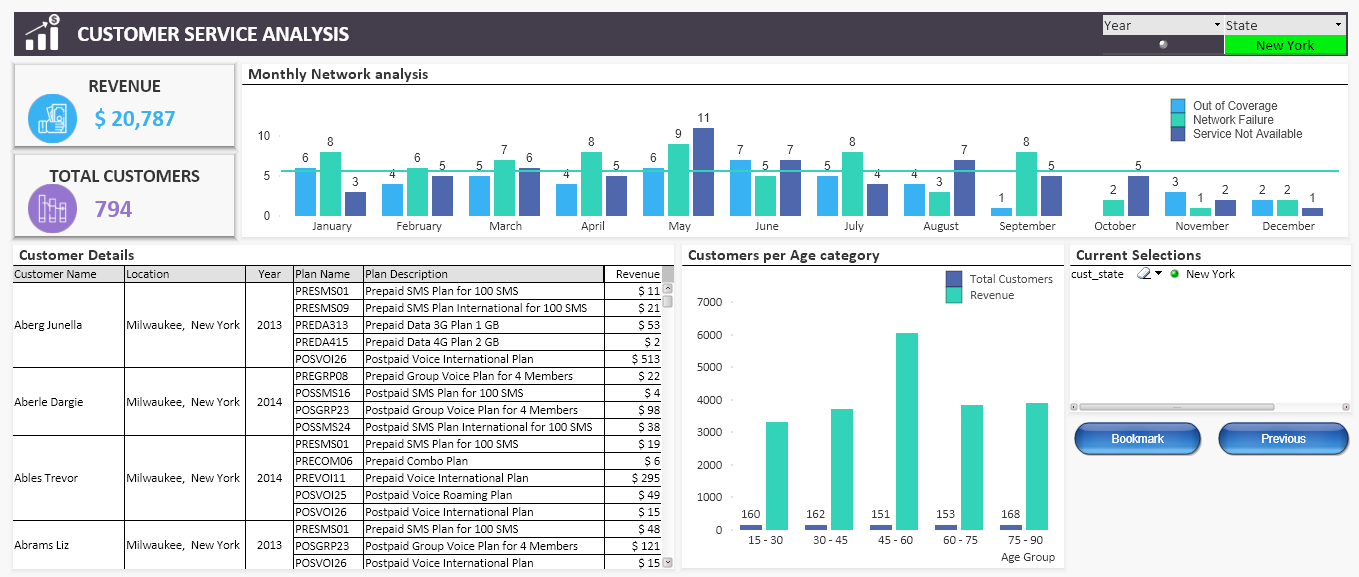 CUSTOMER SERVICE ANALYSIS
Year State
New York
REVENUE
$ 20,787
TOTAL CUSTOMERS
794
Monthly Network analysis
Out of Coverage
Network Failure
Service Not Available
10
5
0
6 8 3
4 6 5
5 7 6
4 8 5
6 9 11
7 5 7
5 8 4
4 3 7
1 8 5
2 5
3 1 2
2 2 1
January February March April May June July August September October November December
Customer Details
Customer Name Location Year Plan Name Plan Description Revenue
Aberg Junella Milwaukee, New York 2013
PRESMS01 Prepaid SMS Plan for 100 SMS $ 11
PRESMS09 Prepaid SMS Plan International for 100 SMS $ 21
PREDA313 Prepaid Data 3G Plan 1 GB $ 53
PREDA415 Prepaid Data 4G Plan 2 GB $ 2
POSVOI26 Postpaid Voice International Plan $ 513
Aberle Dargie Milwaukee, New York 2014
PREGRP08 Prepaid Group Voice Plan for 4 Members $ 22
POSSMS16 Postpaid SMS Plan for 100 SMS $ 4
POSGRP23 Postpaid Group Voice Plan for 4 Members $ 98
POSSMS24 Postpaid SMS Plan International for 100 SMS $ 38
Ables Trevor Milwaukee, New York 2014
PRESMS01 Prepaid SMS Plan for 100 SMS $ 19
PRECOM06 Prepaid Combo Plan $ 6
PREVOI11 Prepaid Voice International Plan $ 295
POSVOI25 Postpaid Voice Roaming Plan $ 49
POSVOI26 Postpaid Voice International Plan $ 15
Abrams Liz Milwaukee, New York 2013
PRESMS01 Prepaid SMS Plan for 100 SMS $ 48
POSGRP23 Postpaid Group Voice Plan for 4 Members $ 121
POSVOI26 Postpaid Voice International Plan $ 15
Customers per Age category
Total Customers
Revenue
7000
6000
5000
4000
3000
2000
1000
0
160 162 151 153 168
15 - 30 30 - 45 45 - 60 60 - 75 75 - 90
Age Group
Current Selections
cust_state New York
Bookmark Previous